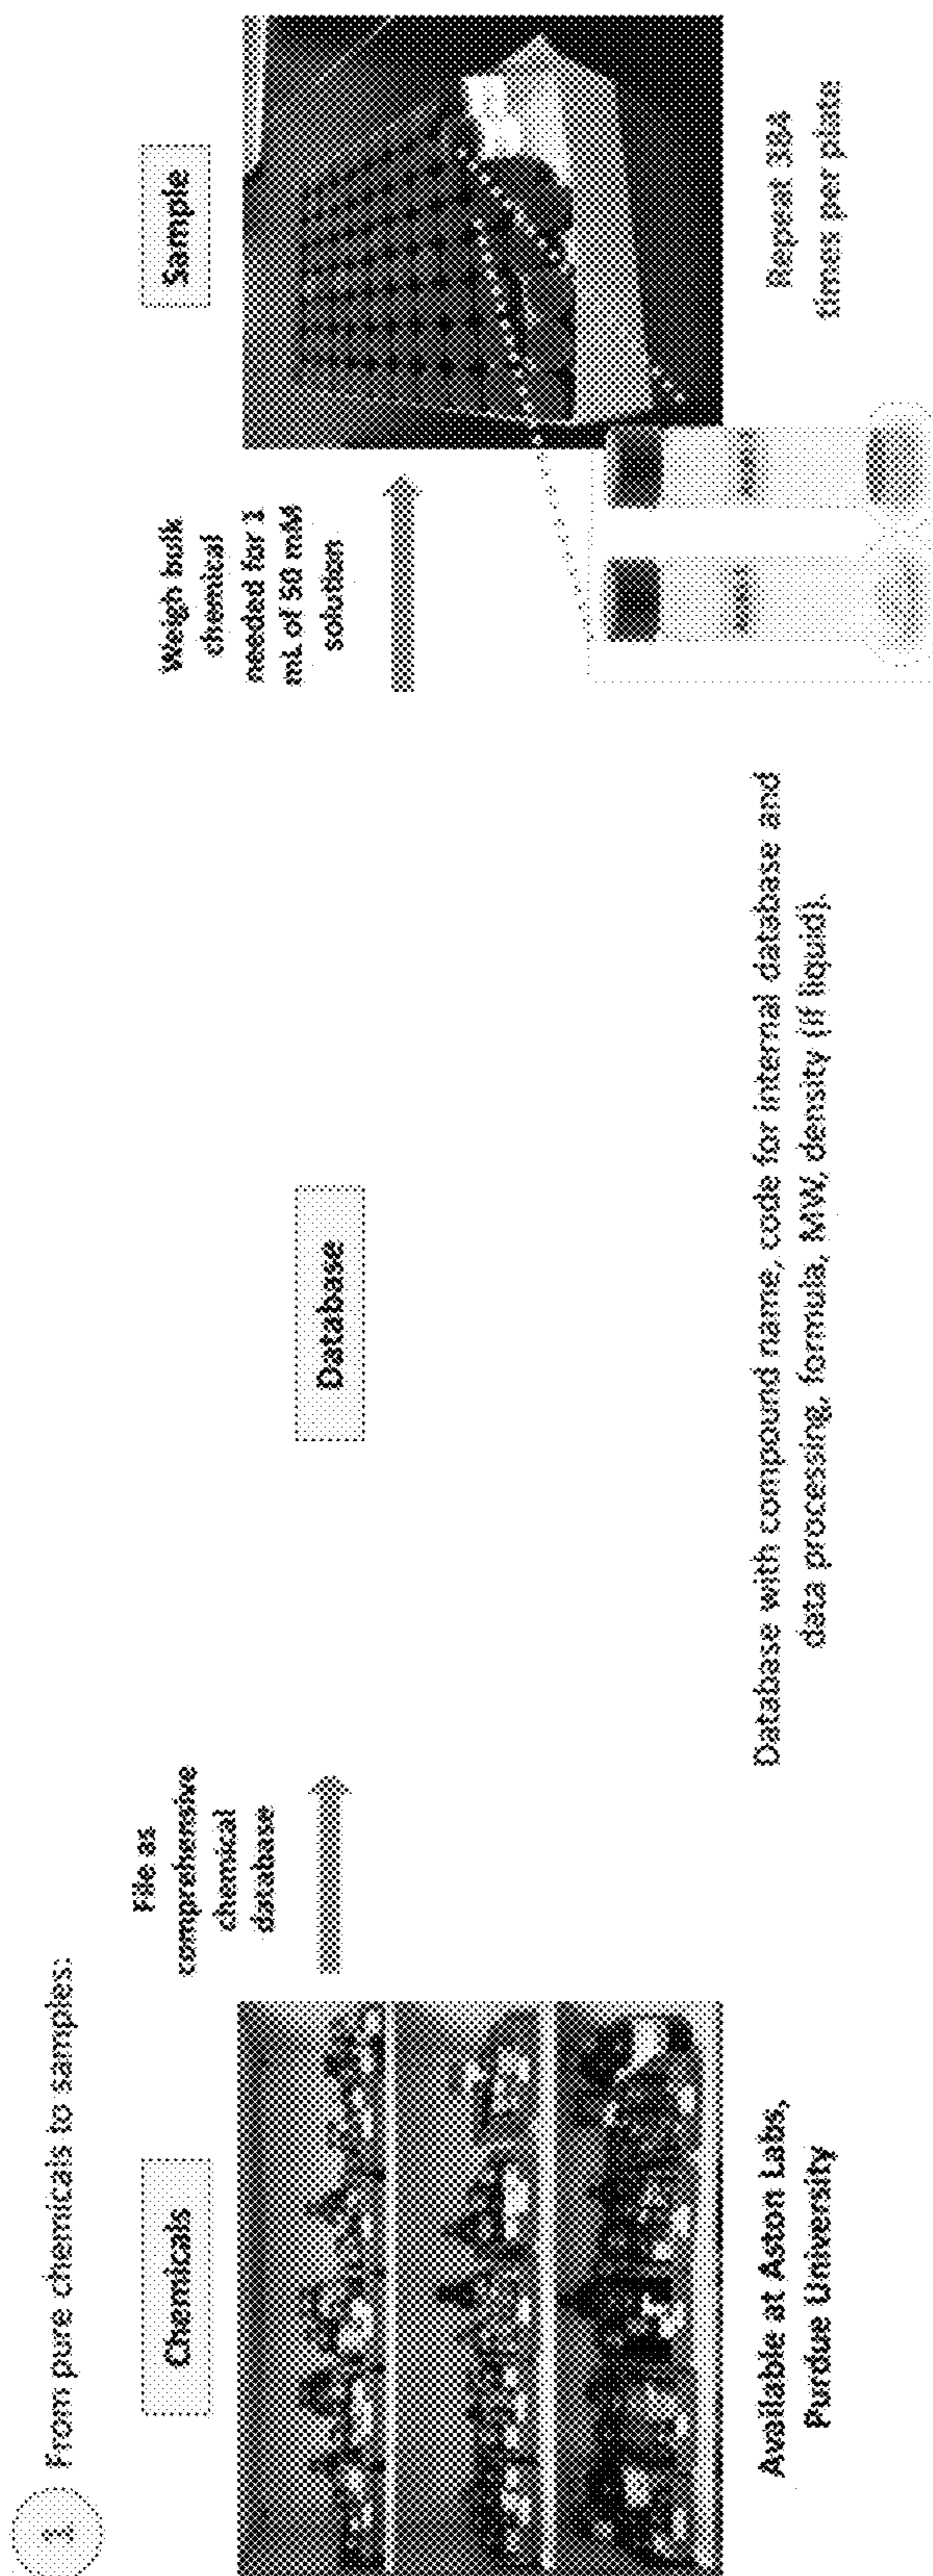 1
From pure chemicals to samples:
Chemicals
Available at Aston Labs,
Purdue University
File as
comprehensive
chemical
database
Database
Database with compound name, code for internal database and
data processing, formula, MW, density (if liquid).
Weigh bulk
chemical
needed for 1
mL of 50 mM
solution
Sample
Repeat 384
times per plate